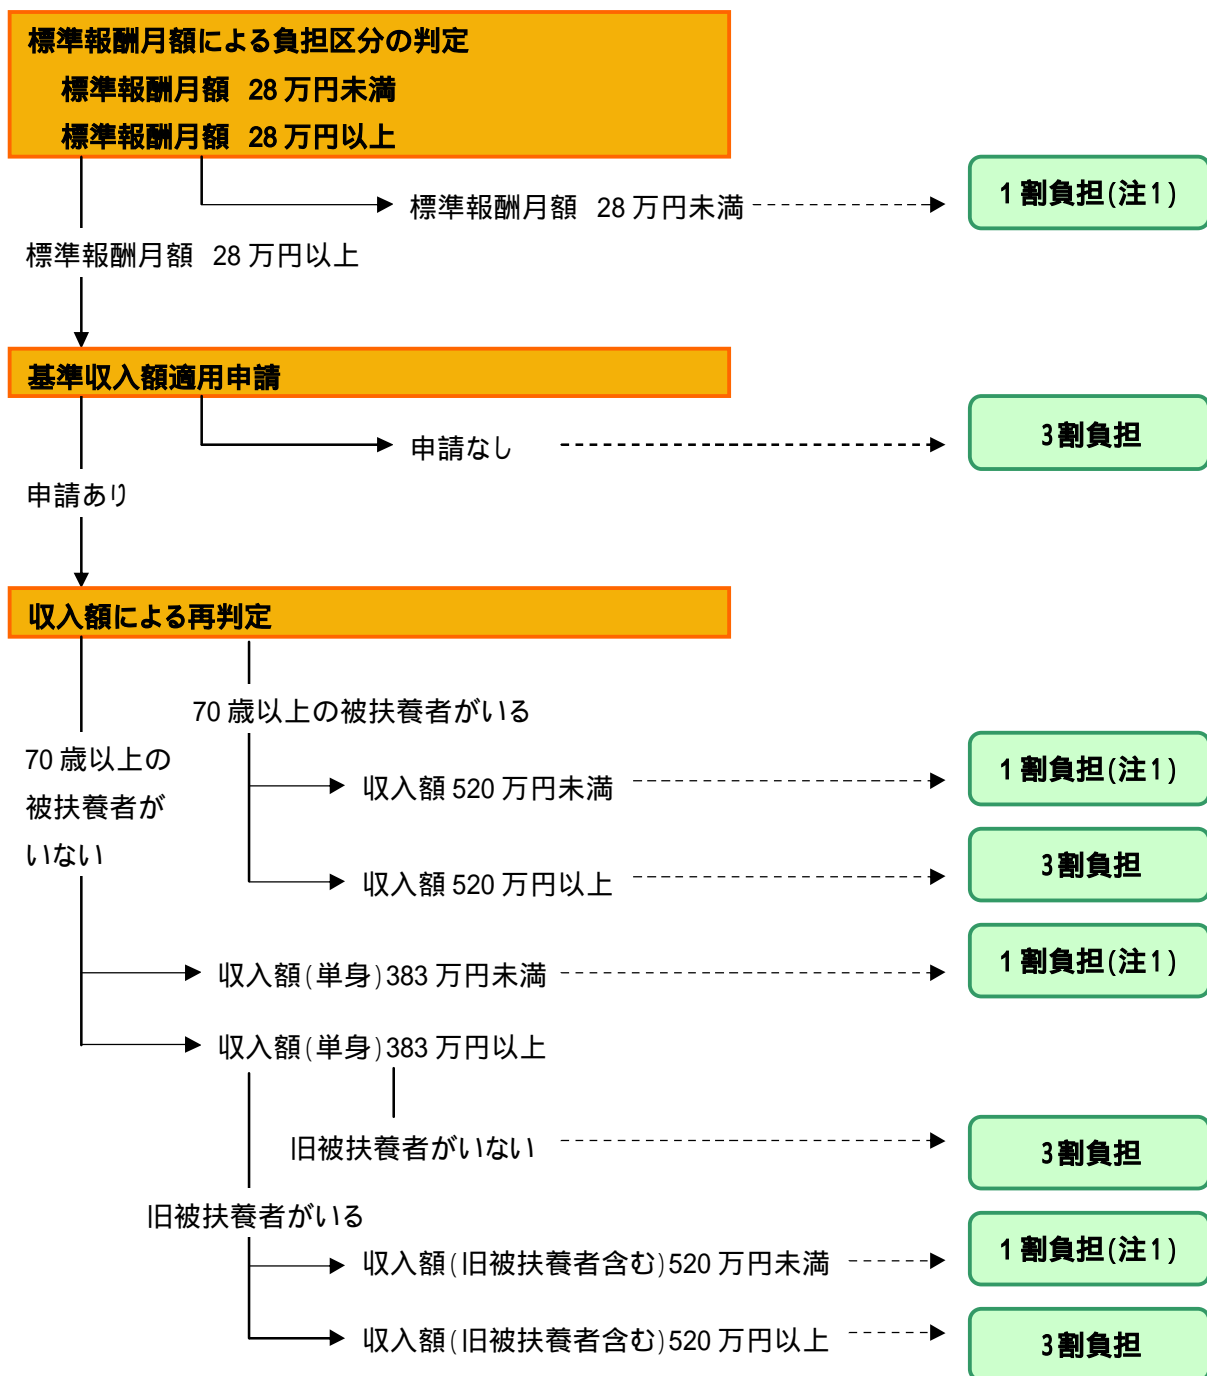 標準報酬月額による負担区分の判定
標準報酬月額 28万円未満
標準報酬月額 28万円以上
標準報酬月額 28万円未満
1割負担(注1)
標準報酬月額 28万円以上
基準収入額適用申請
申請なし
3割負担
申請あり
収入額による再判定
70歳以上の被扶養者がいる
70歳以上の
被扶養者が
いない
収入額520万円未満
1割負担(注1)
収入額520万円以上
3割負担
収入額(単身)383万円未満
1割負担(注1)
収入額(単身)383万円以上
旧被扶養者がいない
3割負担
旧被扶養者がいる
収入額(旧被扶養者含む)520万円未満
1割負担(注1)
収入額(旧被扶養者含む)520万円以上
3割負担